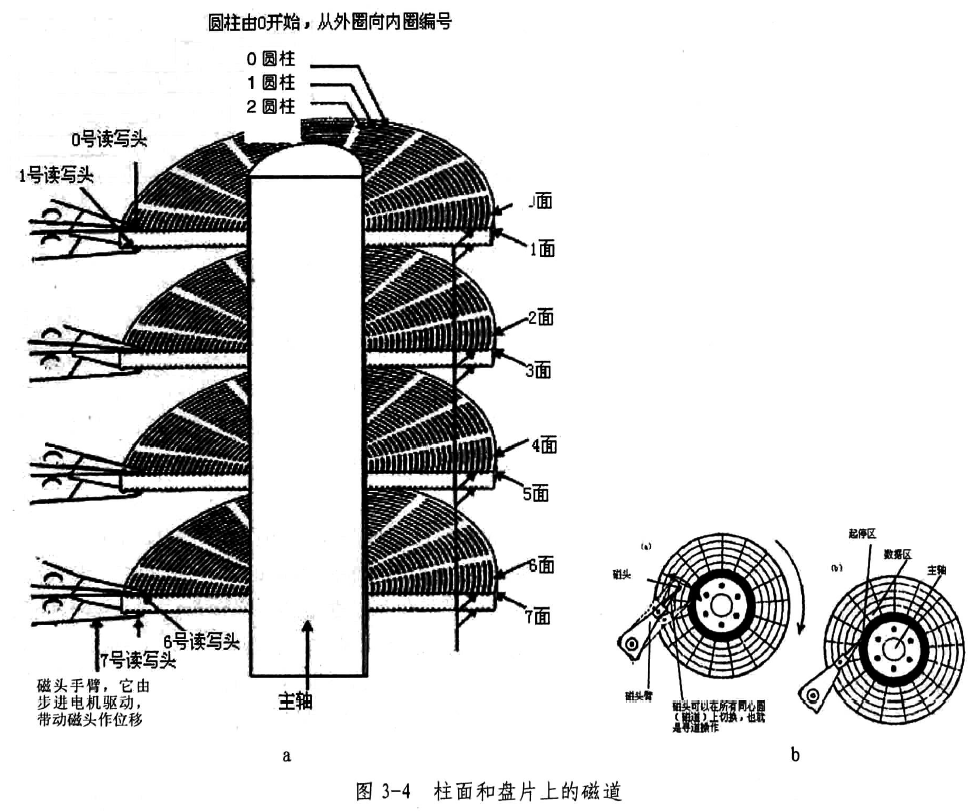 圆柱由0开始，从外圈向内圈编号
0圆柱
1圆柱
2圆柱
0号读写头
1号读写头
面
1面
2面
3面
4面
5面
6面
7面
6号读写头
7号读写头
磁头手臂，它由
步进电机驱动，
带动磁头作位移
主轴
a
(a)
磁头
磁头臂
磁头可以在所有同心圆
（磁道）上切换，也就
是寻道操作
起停区
数据区
主轴
(b)
b
图 3-4 柱面和盘片上的磁道